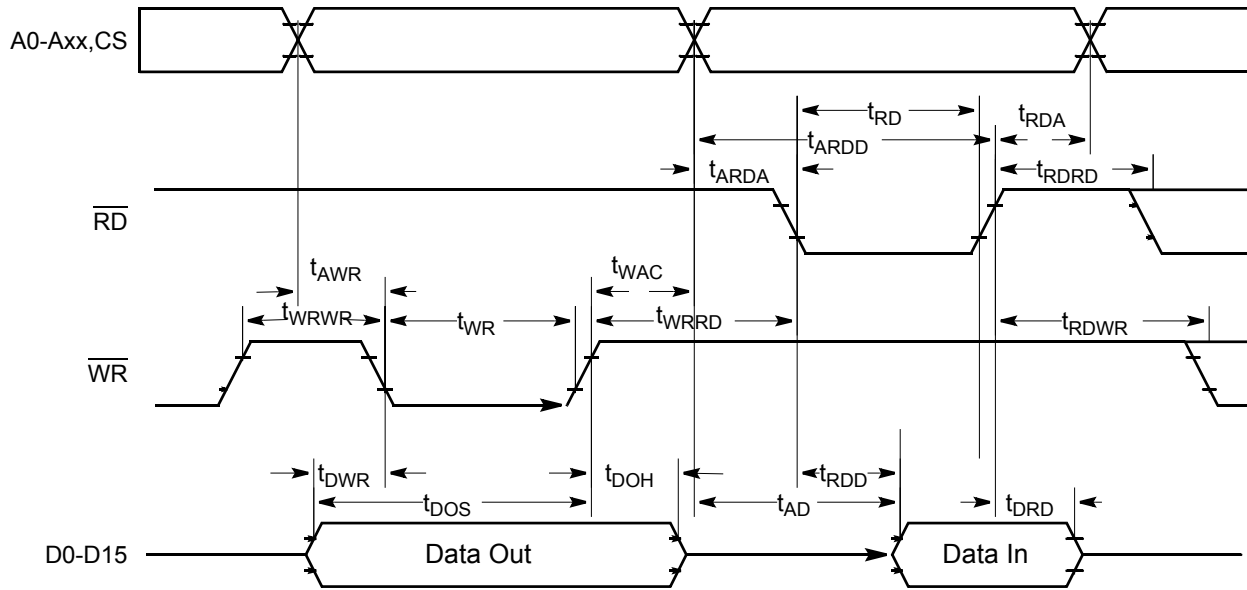 A0-Axx,CS
tRD
tRDA
tARDD
tARDA
tRDRD
RD
tAWR
tWAC
tWRWR
tWR
tWRRD
tRDWR
WR
tDWR
tDOH
tRDD
tDOS
tAD
tDRD
D0-D15
Data Out
Data In